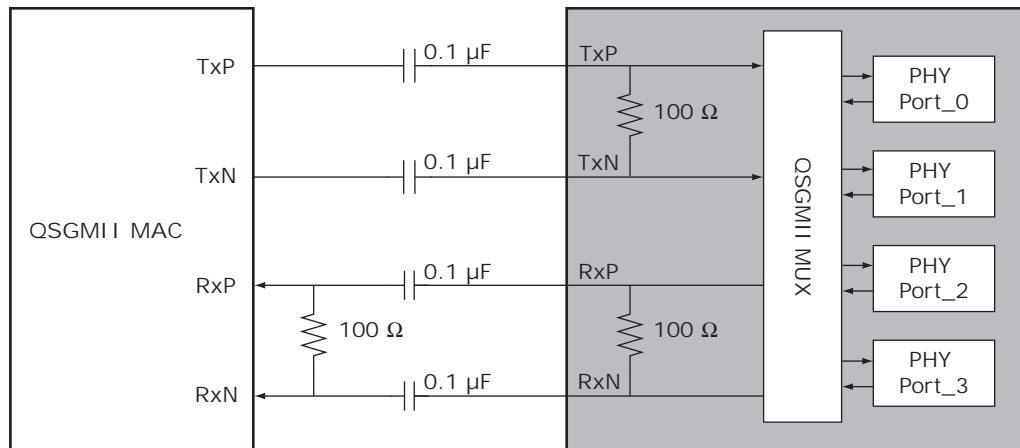 TxP
0.1 µF
TxP
100 Ω
TxN
0.1 µF
TxN
QSGMII MAC
RxP
0.1 µF
RxP
100 Ω
100 Ω
RxN
0.1 µF
RxN
QSGMII MUX
PHY
Port_0
PHY
Port_1
PHY
Port_2
PHY
Port_3